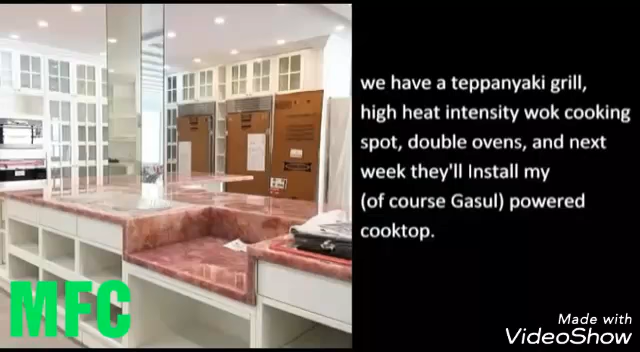 we have a teppanyaki grill,
high heat intensity wok cooking
spot, double ovens, and next
week they'll Install my
(of course Gasul) powered
cooktop.
MFC
Made with
VideoShow